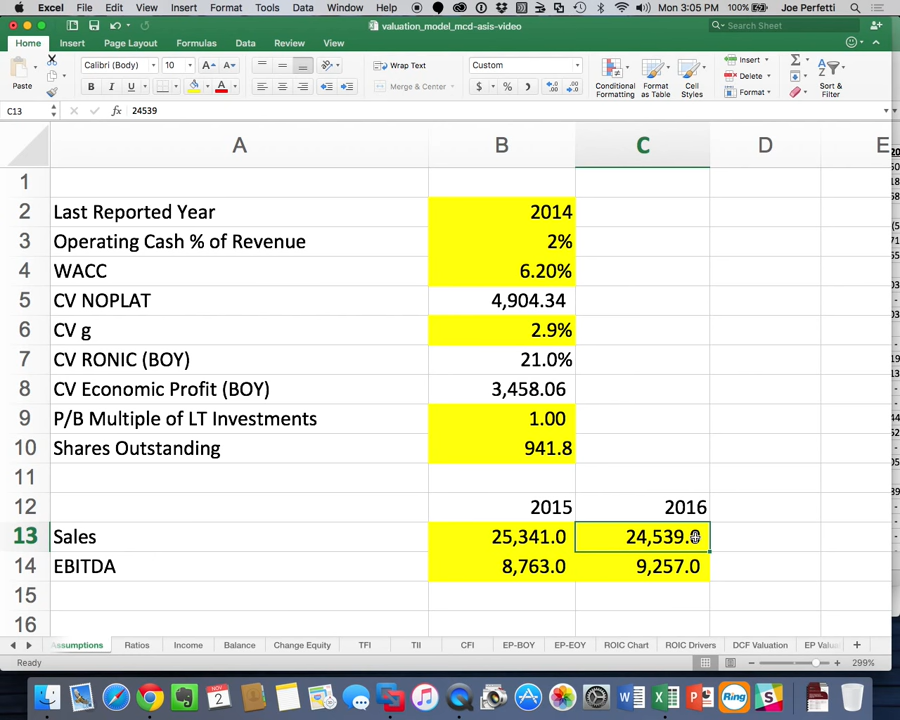 Excel File Edit View Insert Format Tools Data Window Help 100% Mon 3:05 PM Joe Perfetti
valuation_model_mcd-asis-video
Search Sheet
Home Insert Page Layout Formulas Data Review View
Paste
Calibri (Body) 10 A A
B I U A
Wrap Text
Merge & Center
Custom
$ % ,
Conditional Formatting
Format as Table
Cell Styles
Insert
Delete
Format
Sort & Filter
C13 fx 24539
A B C D E
1
2 Last Reported Year 2014
3 Operating Cash % of Revenue 2%
4 WACC 6.20%
5 CV NOPLAT 4,904.34
6 CV g 2.9%
7 CV RONIC (BOY) 21.0%
8 CV Economic Profit (BOY) 3,458.06
9 P/B Multiple of LT Investments 1.00
10 Shares Outstanding 941.8
11
12 2015 2016
13 Sales 25,341.0 24,539.0
14 EBITDA 8,763.0 9,257.0
15
16
Assumptions Ratios Income Balance Change Equity TFI TII CFI EP-BOY EP-EOY ROIC Chart ROIC Drivers DCF Valuation EP Valua
Ready 299%
NOV
2
Ring